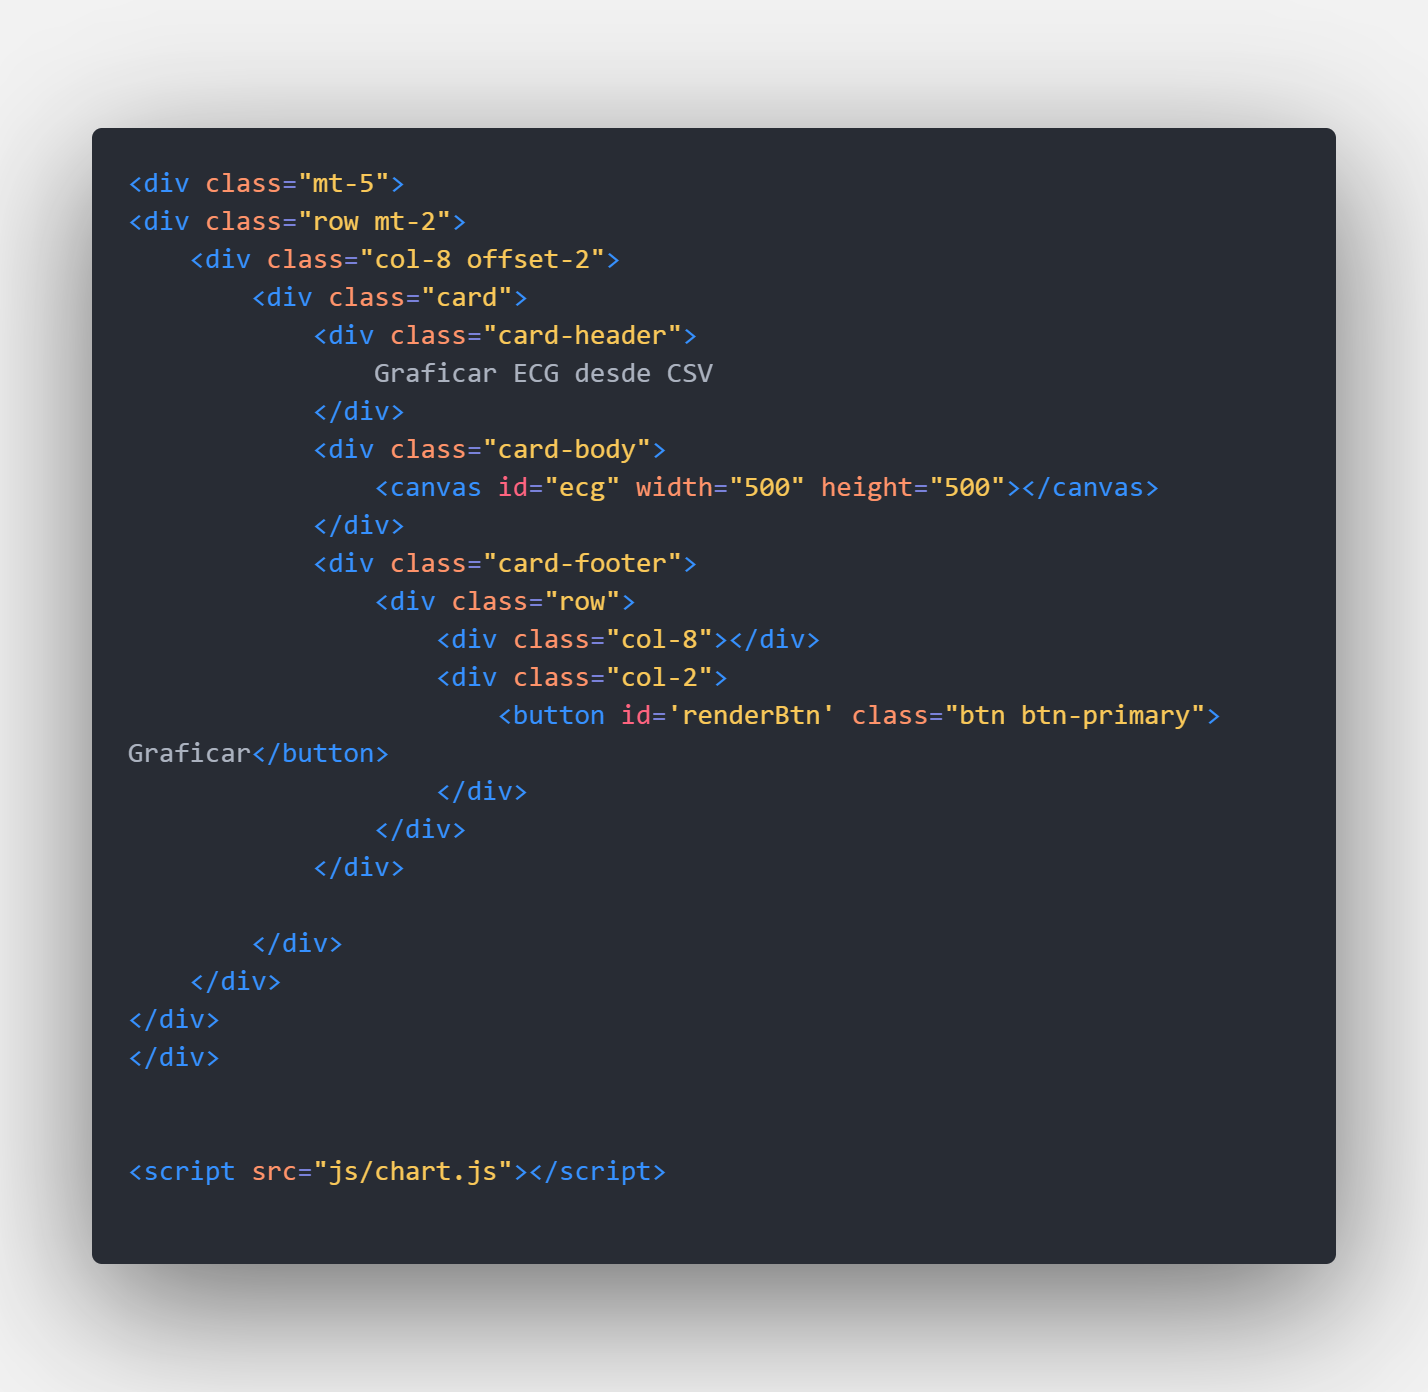 <div class="mt-5">
<div class="row mt-2">
    <div class="col-8 offset-2">
        <div class="card">
            <div class="card-header">
                Graficar ECG desde CSV
            </div>
            <div class="card-body">
                <canvas id="ecg" width="500" height="500"></canvas>
            </div>
            <div class="card-footer">
                <div class="row">
                    <div class="col-8"></div>
                    <div class="col-2">
                        <button id='renderBtn' class="btn btn-primary">
Graficar</button>
                    </div>
                </div>
            </div>

        </div>
    </div>
</div>
</div>


<script src="js/chart.js"></script>